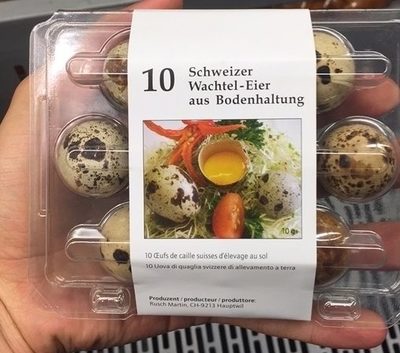 10 Schweizer
Wachtel-Eier
aus Bodenhaltung
10 Œufs de caille suisses d'élevage au sol
10 Uova di quaglia svizzere di allevamento a terra
Produzent / producteur / produttore:
Rusch Martin, CH-9213 Hauptwil